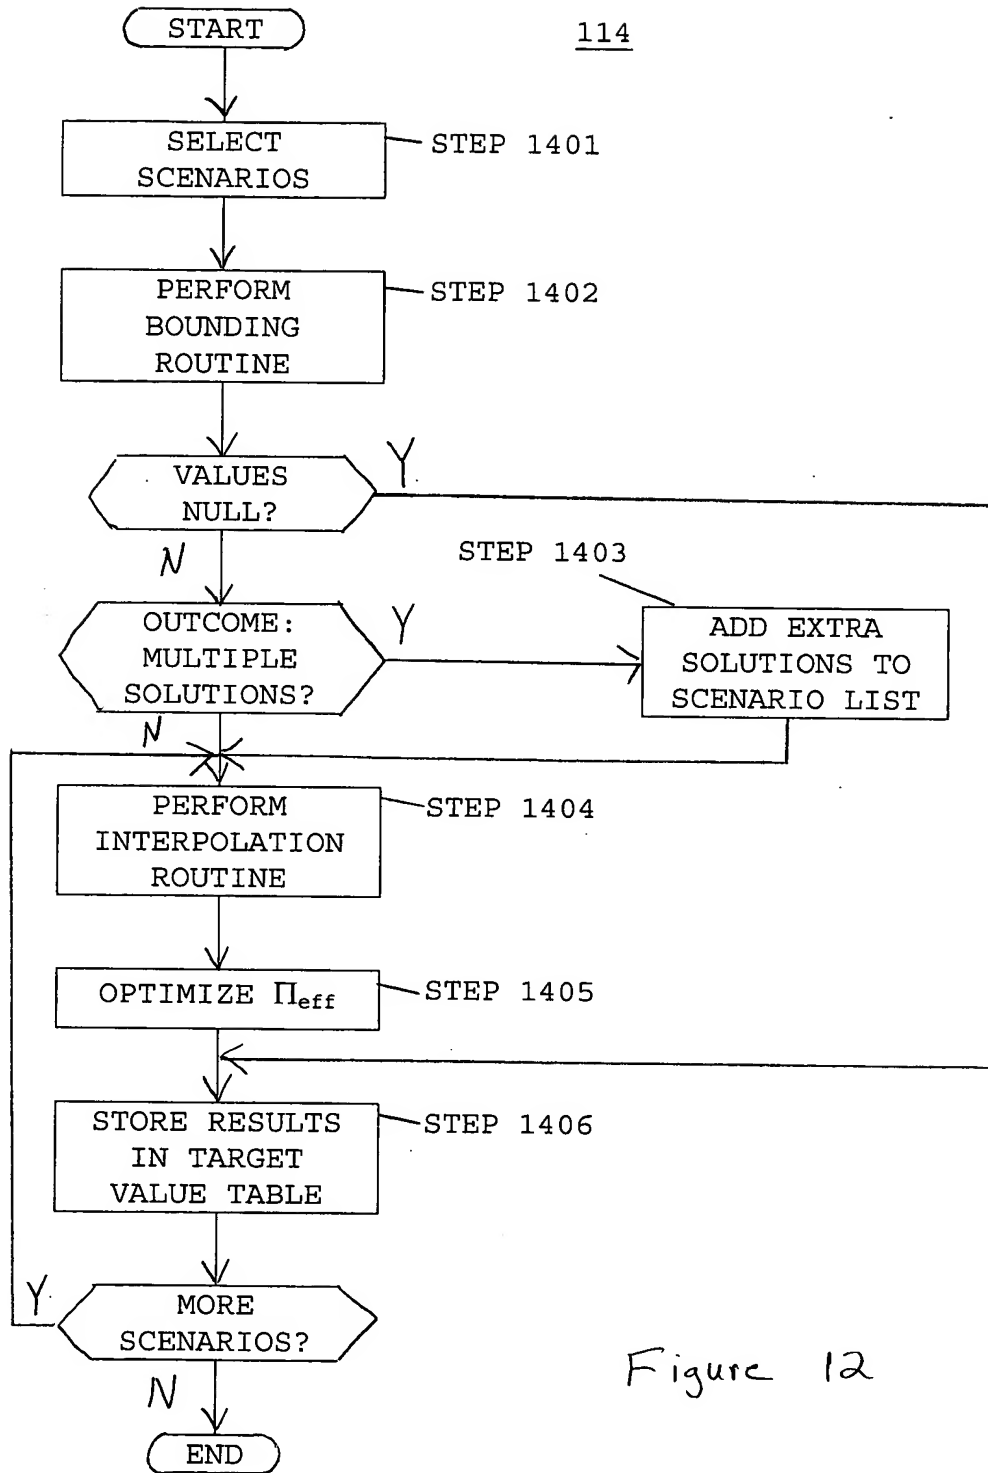 START
114
SELECT
SCENARIOS
STEP 1401
PERFORM
BOUNDING
ROUTINE
STEP 1402
VALUES
NULL?
Y
N
STEP 1403
OUTCOME:
MULTIPLE
SOLUTIONS?
Y
ADD EXTRA
SOLUTIONS TO
SCENARIO LIST
N
PERFORM
INTERPOLATION
ROUTINE
STEP 1404
OPTIMIZE Πeff
STEP 1405
STORE RESULTS
IN TARGET
VALUE TABLE
STEP 1406
Y
MORE
SCENARIOS?
N
END
Figure 12